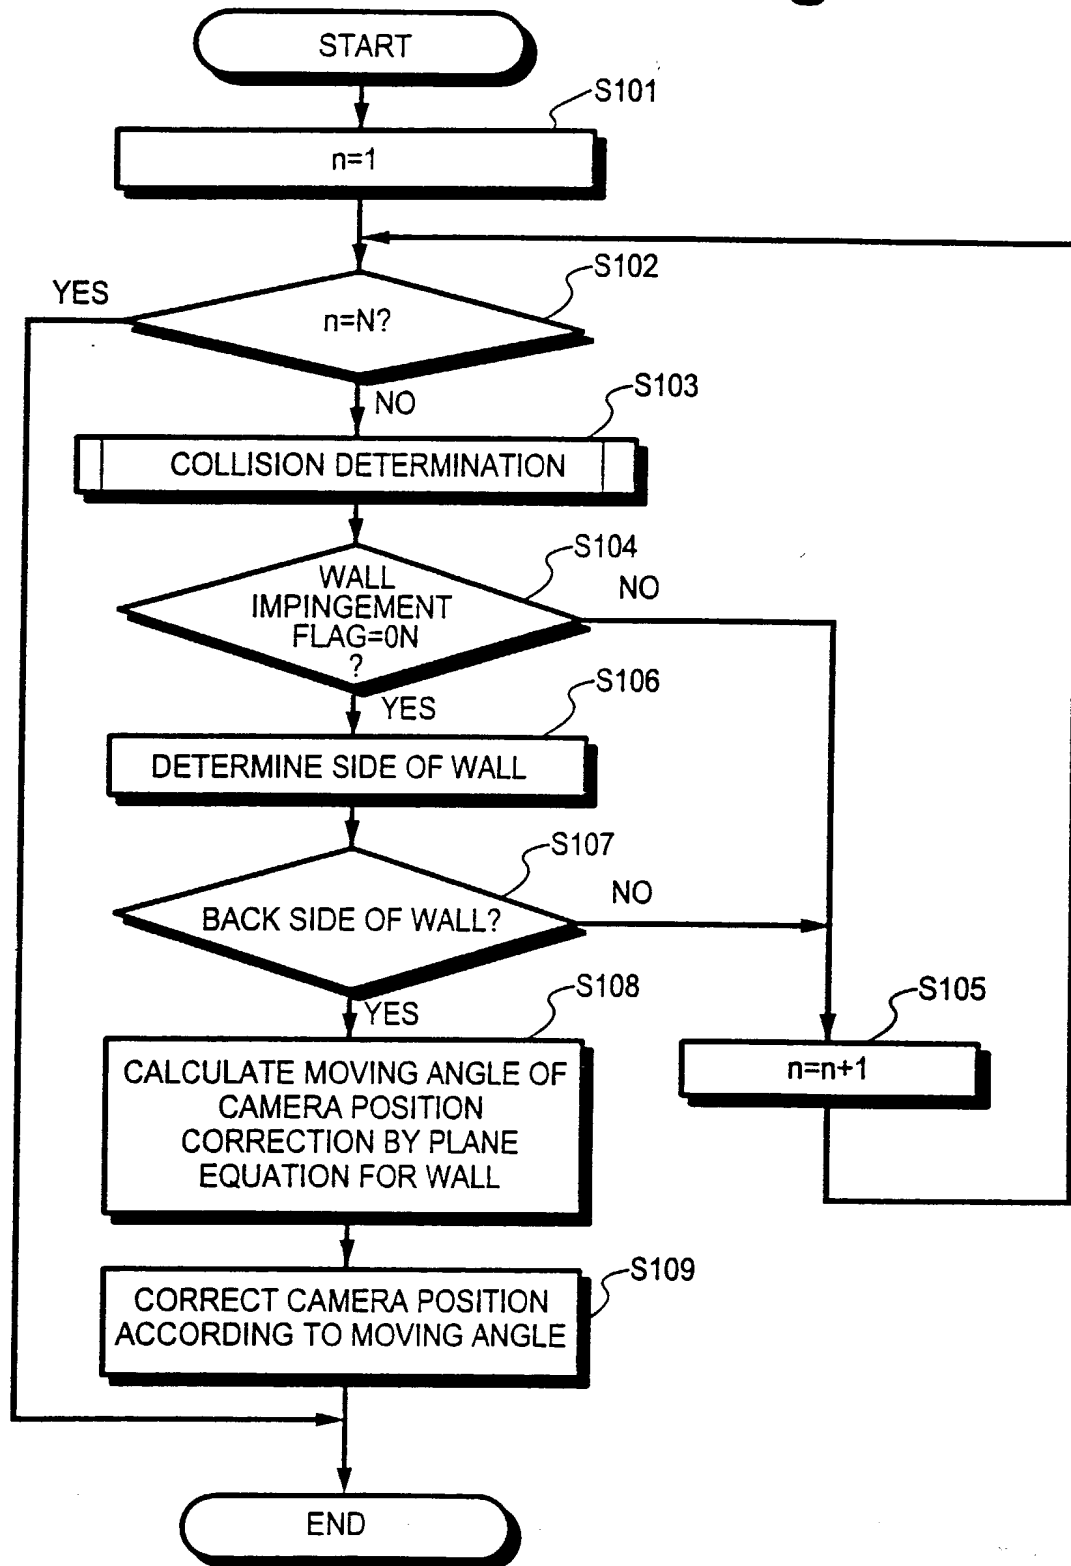 START
S101
n=1
S102
YES
n=N?
NO
S103
COLLISION DETERMINATION
S104
WALL
IMPINGEMENT
FLAG=0N
?
NO
YES
S106
DETERMINE SIDE OF WALL
S107
BACK SIDE OF WALL?
NO
YES
S108
CALCULATE MOVING ANGLE OF
CAMERA POSITION
CORRECTION BY PLANE
EQUATION FOR WALL
S105
n=n+1
S109
CORRECT CAMERA POSITION
ACCORDING TO MOVING ANGLE
END